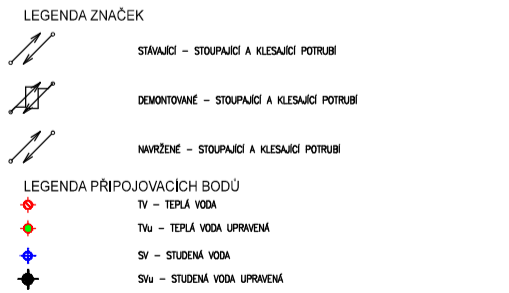 LEGENDA ZNAČEK
STÁVAJÍCÍ – STOUPAJÍCÍ A KLESAJÍCÍ POTRUBÍ
DEMONTOVANÉ – STOUPAJÍCÍ A KLESAJÍCÍ POTRUBÍ
NAVRŽENÉ – STOUPAJÍCÍ A KLESAJÍCÍ POTRUBÍ
LEGENDA PŘIPOJOVACÍCH BODŮ
TV – TEPLÁ VODA
TVu – TEPLÁ VODA UPRAVENÁ
SV – STUDENÁ VODA
SVu – STUDENÁ VODA UPRAVENÁ